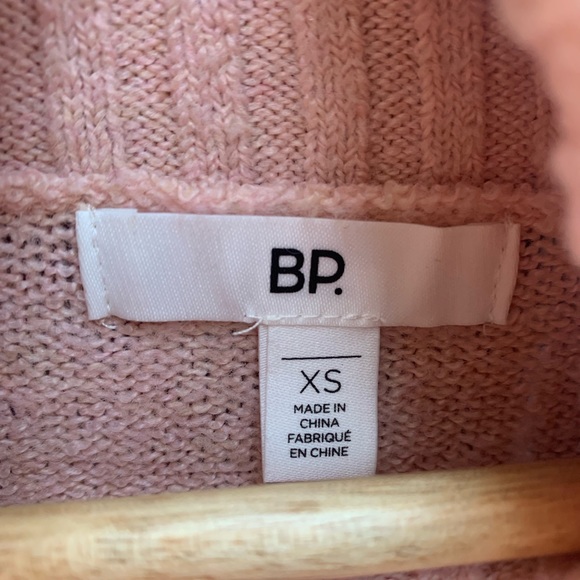 BP.
XS
MADE IN
CHINA
FABRIQUÉ
EN CHINE